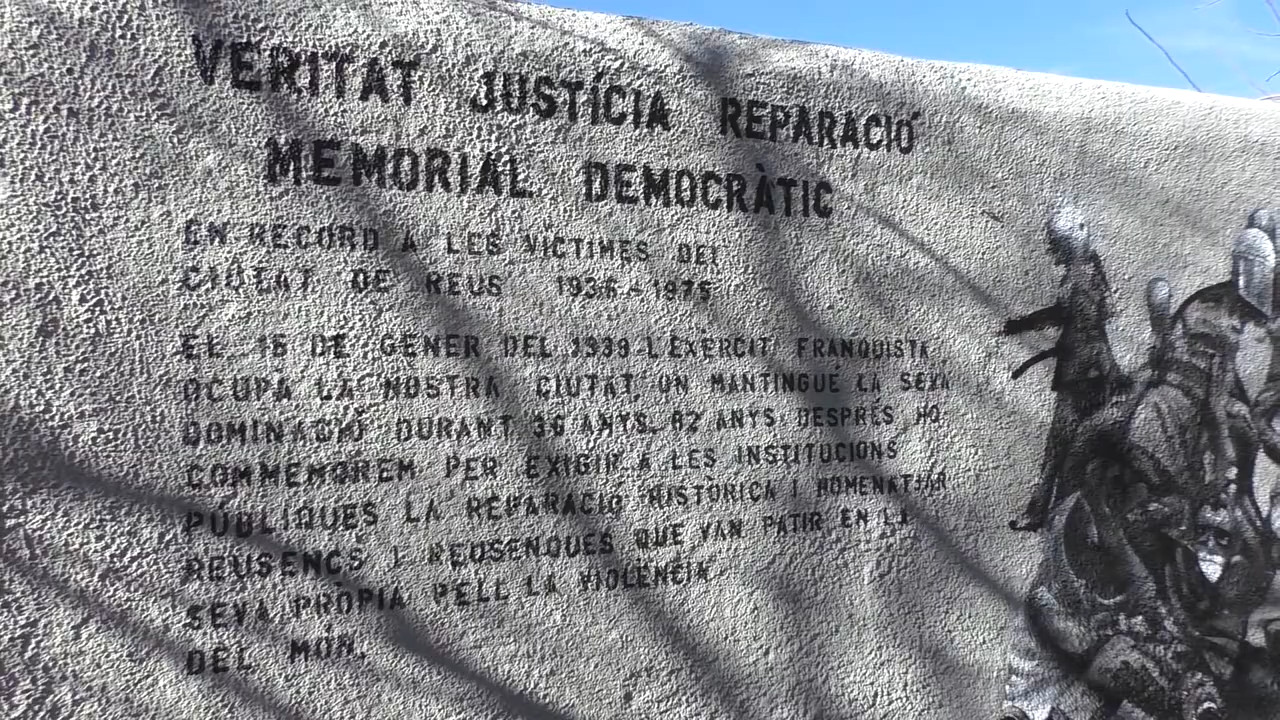 VERITAT JUSTÍCIA REPARACIÓ
MEMORIAL DEMOCRÀTIC
EN RECORD A LES VÍCTIMES DE
CIUTAT DE REUS 1936-1975
EL 15 DE GENER DEL 1939 L'EXÈRCIT FRANQUISTA
OCUPA LA NOSTRA CIUTAT, ON MANTINGUÉ LA SEVA
DOMINACIÓ DURANT 36 ANYS. 82 ANYS DESPRÉS HO
COMMEMOREM PER EXIGIR A LES INSTITUCIONS
PÚBLIQUES LA REPARACIÓ HISTÒRICA I HOMENATJAR
REUSENCS I REUSENQUES QUE VAN PATIR EN LA
SEVA PRÒPIA PELL LA VIOLÈNCIA
DEL MÓN.